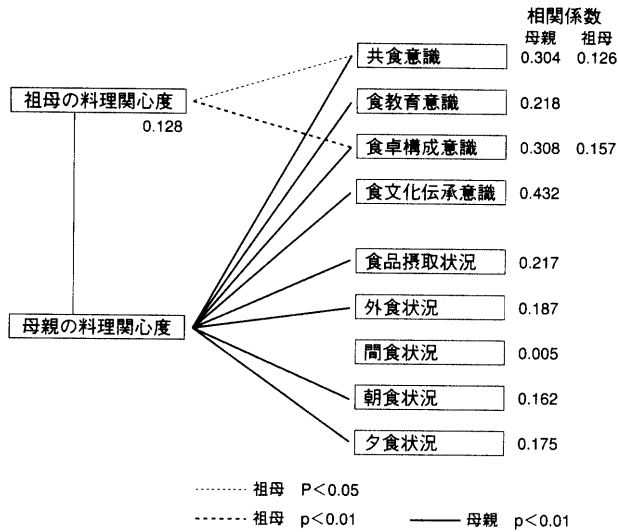 相関係数
母親 祖母
共食意識 0.304 0.126
祖母の料理関心度
0.128
食教育意識 0.218
食卓構成意識 0.308 0.157
食文化伝承意識 0.432
食品摂取状況 0.217
母親の料理関心度
外食状況 0.187
間食状況 0.005
朝食状況 0.162
夕食状況 0.175
祖母 P<0.05
祖母 p<0.01 母親 p<0.01